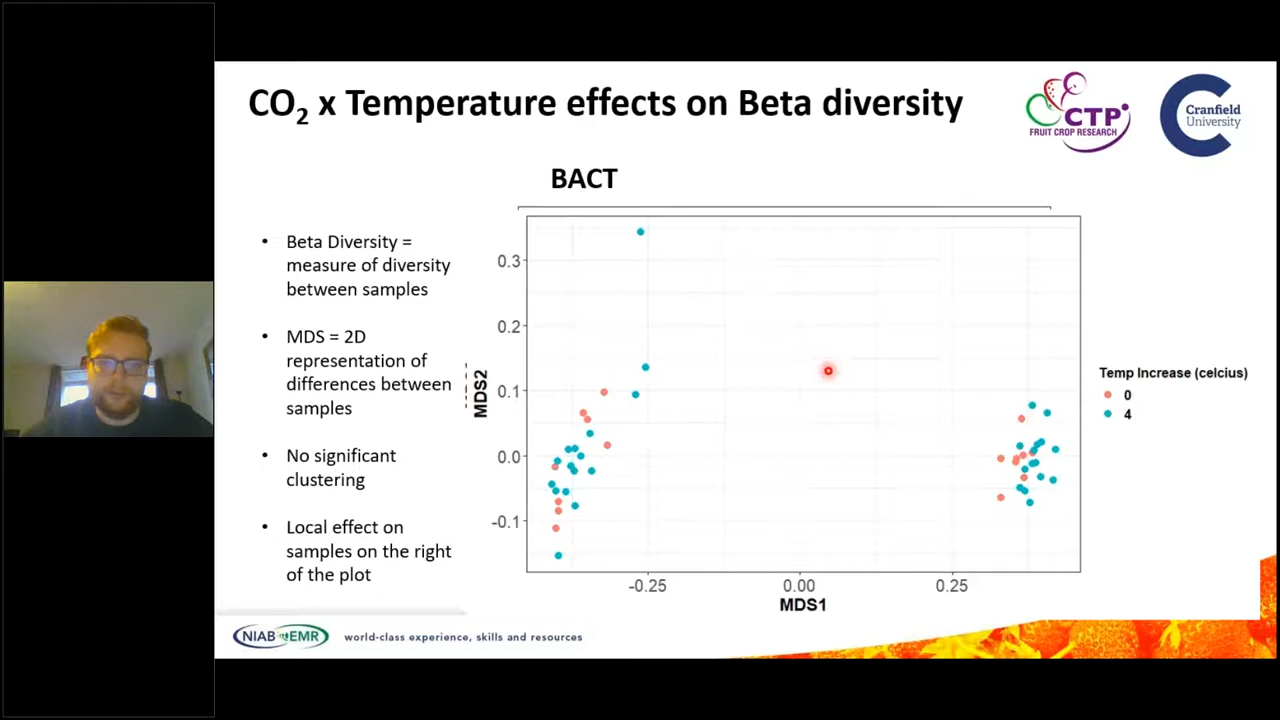 CO2 x Temperature effects on Beta diversity
CTP
FRUIT CROP RESEARCH
Cranfield
University
BACT
• Beta Diversity =
measure of diversity
between samples
• MDS = 2D
representation of
differences between
samples
• No significant
clustering
• Local effect on
samples on the right
of the plot
MDS2
0.3
0.2
0.1
0.0
-0.1
-0.25
0.00
0.25
MDS1
Temp Increase (celcius)
0
4
NIAB EMR
world-class experience, skills and resources